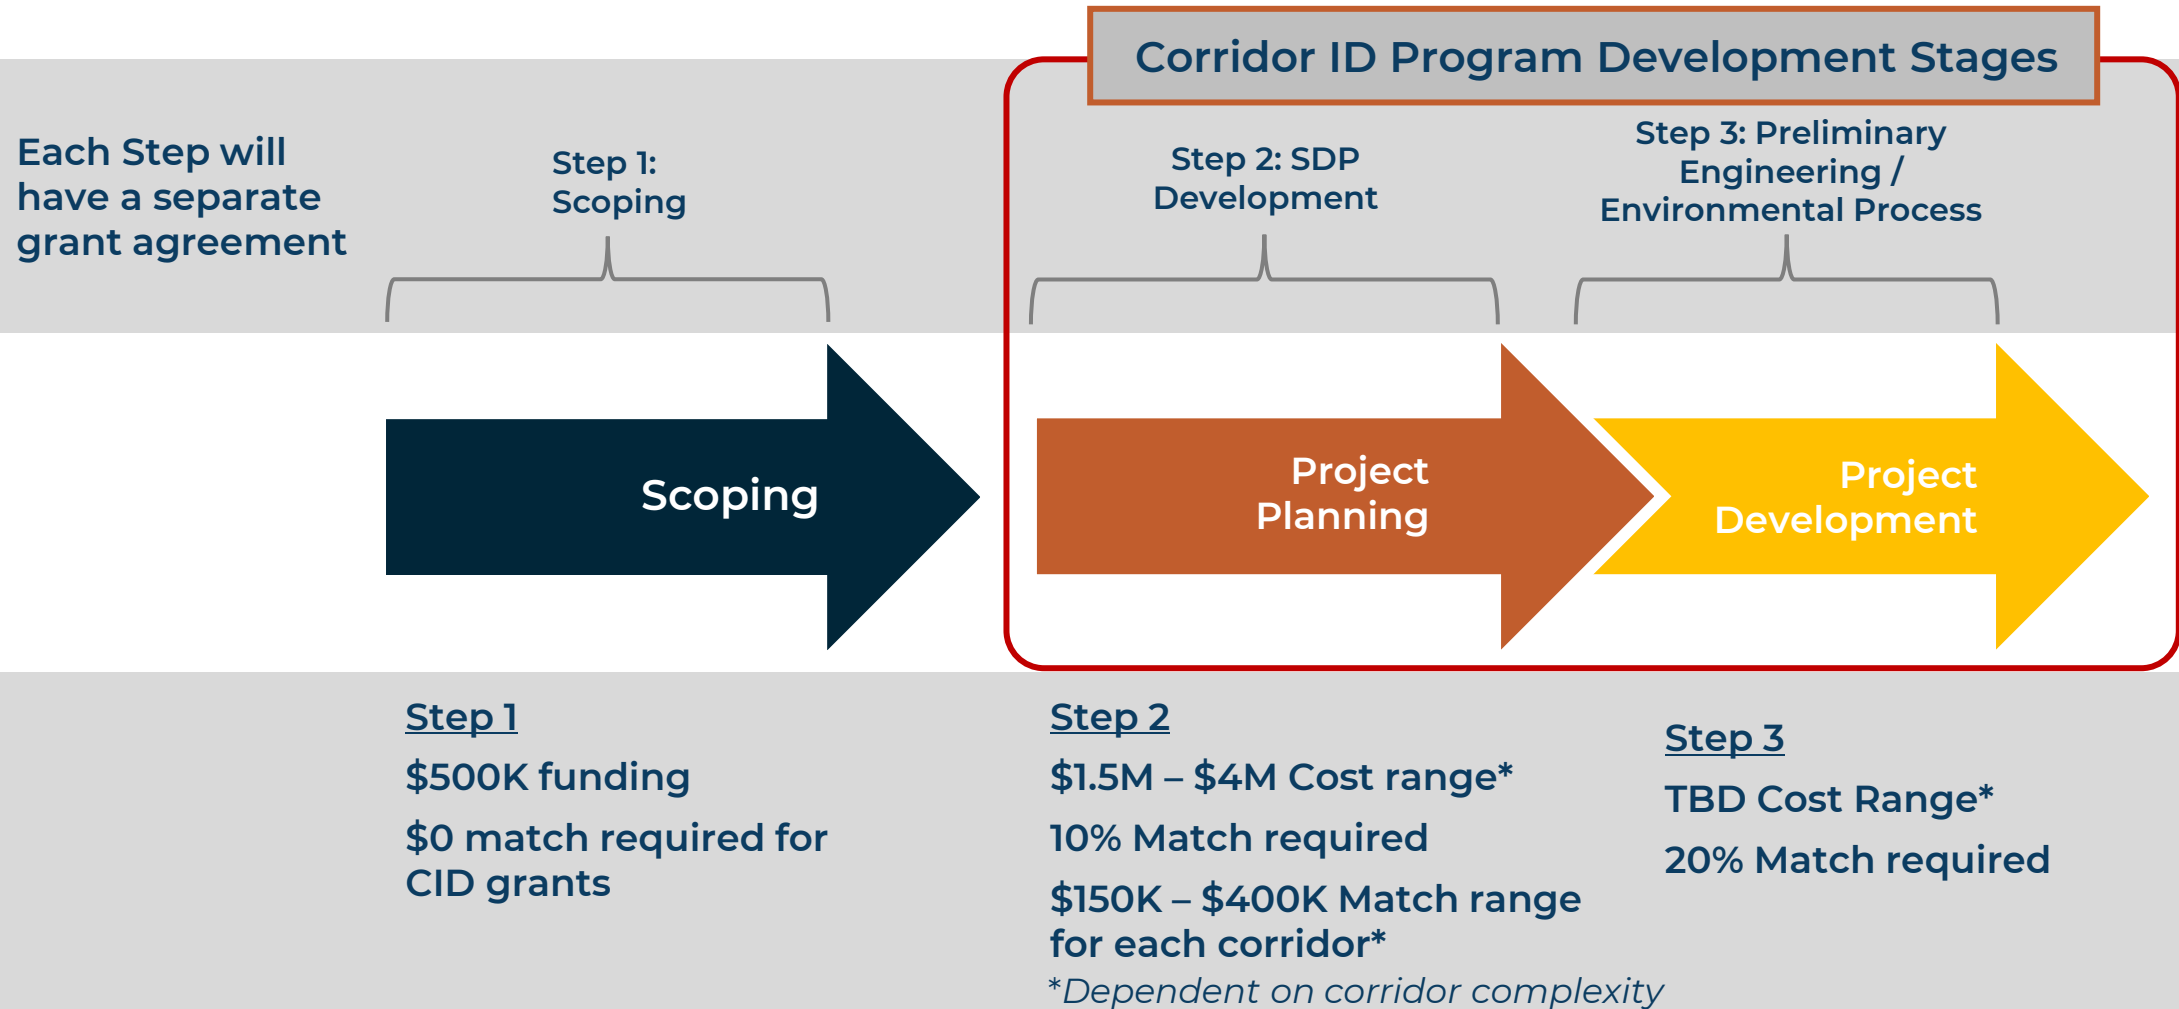 Corridor ID Program Development Stages
Each Step will
have a separate
grant agreement
Step 1:
Scoping
Step 2: SDP
Development
Step 3: Preliminary
Engineering /
Environmental Process
Scoping
Project
Planning
Project
Development
Step 1
$500K funding
$0 match required for
CID grants
Step 2
$1.5M – $4M Cost range*
10% Match required
$150K – $400K Match range
for each corridor*
*Dependent on corridor complexity
Step 3
TBD Cost Range*
20% Match required